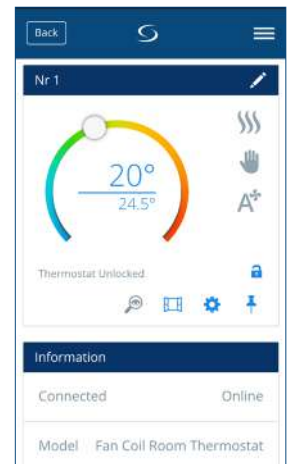 Back
Nr 1
20°
24.5°
A
Thermostat Unlocked
Information
Connected Online
Model Fan Coil Room Thermostat